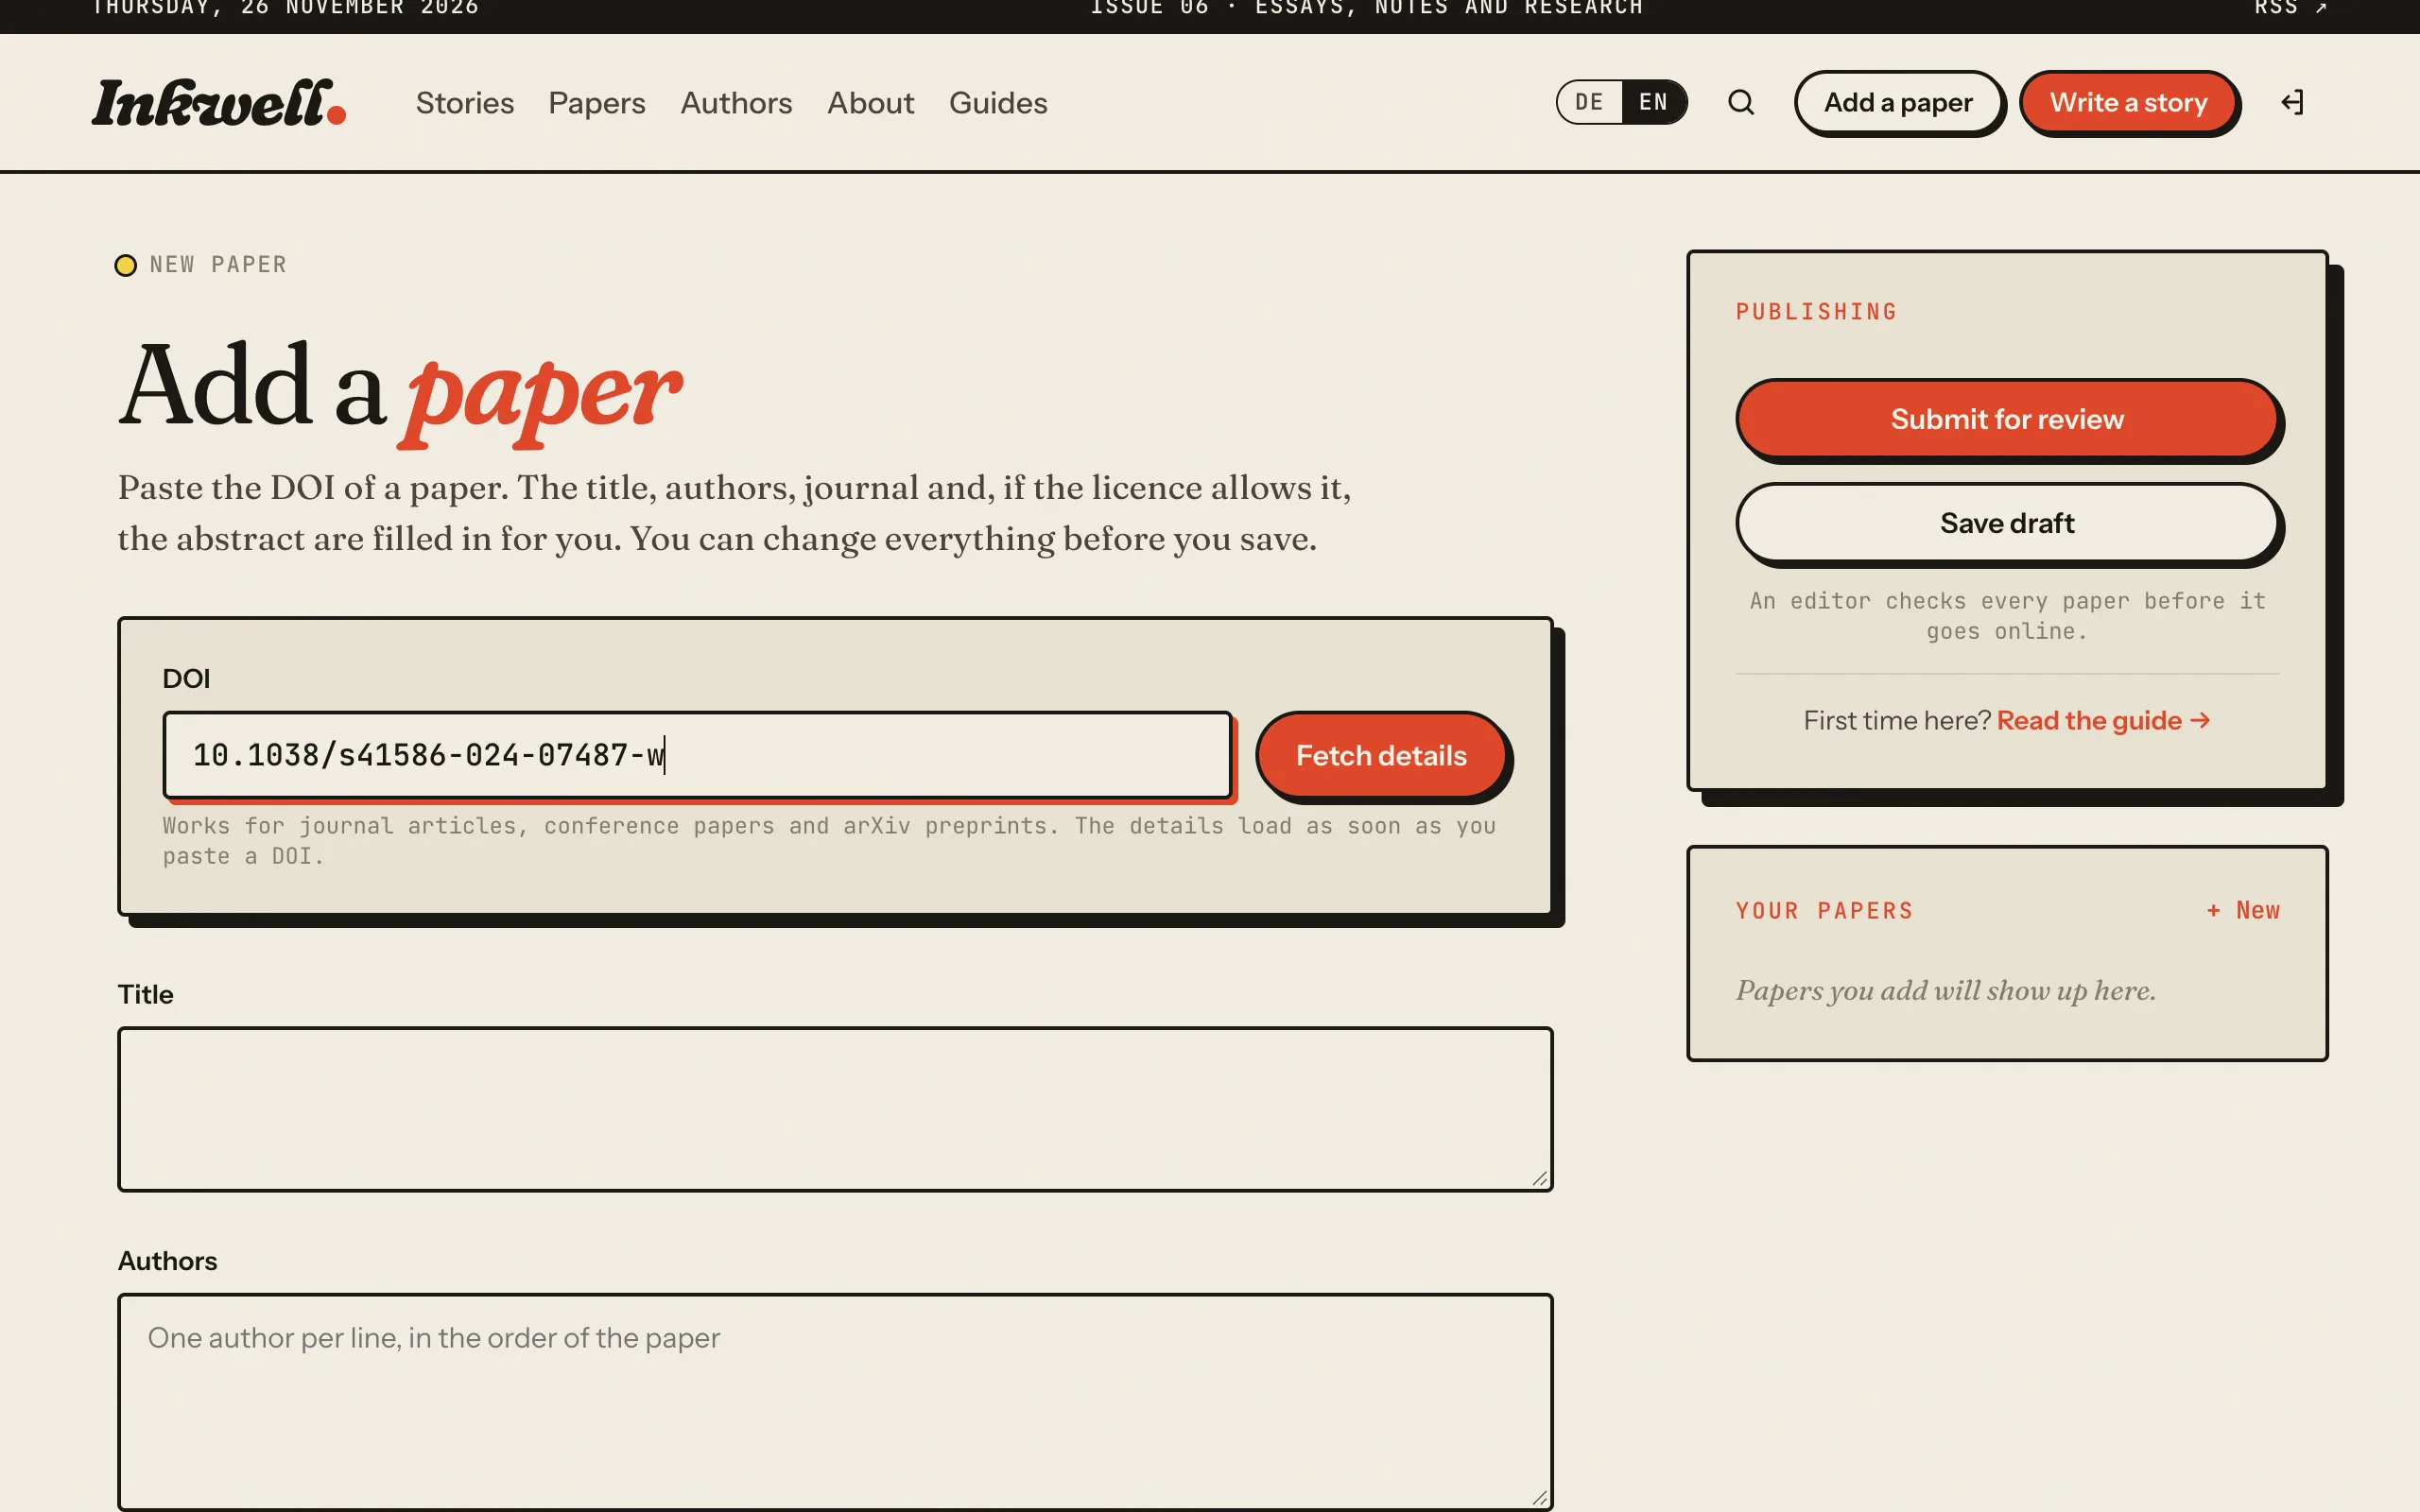 THURSDAY, 26 NOVEMBER 2026
ISSUE 06 · ESSAYS, NOTES AND RESEARCH
RSS ↗
Inkwell.
Stories Papers Authors About Guides
DE EN
Add a paper
Write a story
NEW PAPER
Add a paper
Paste the DOI of a paper. The title, authors, journal and, if the licence allows it,
the abstract are filled in for you. You can change everything before you save.
DOI
10.1038/s41586-024-07487-w
Fetch details
Works for journal articles, conference papers and arXiv preprints. The details load as soon as you
paste a DOI.
Title
Authors
One author per line, in the order of the paper
PUBLISHING
Submit for review
Save draft
An editor checks every paper before it
goes online.
First time here? Read the guide →
YOUR PAPERS
+ New
Papers you add will show up here.